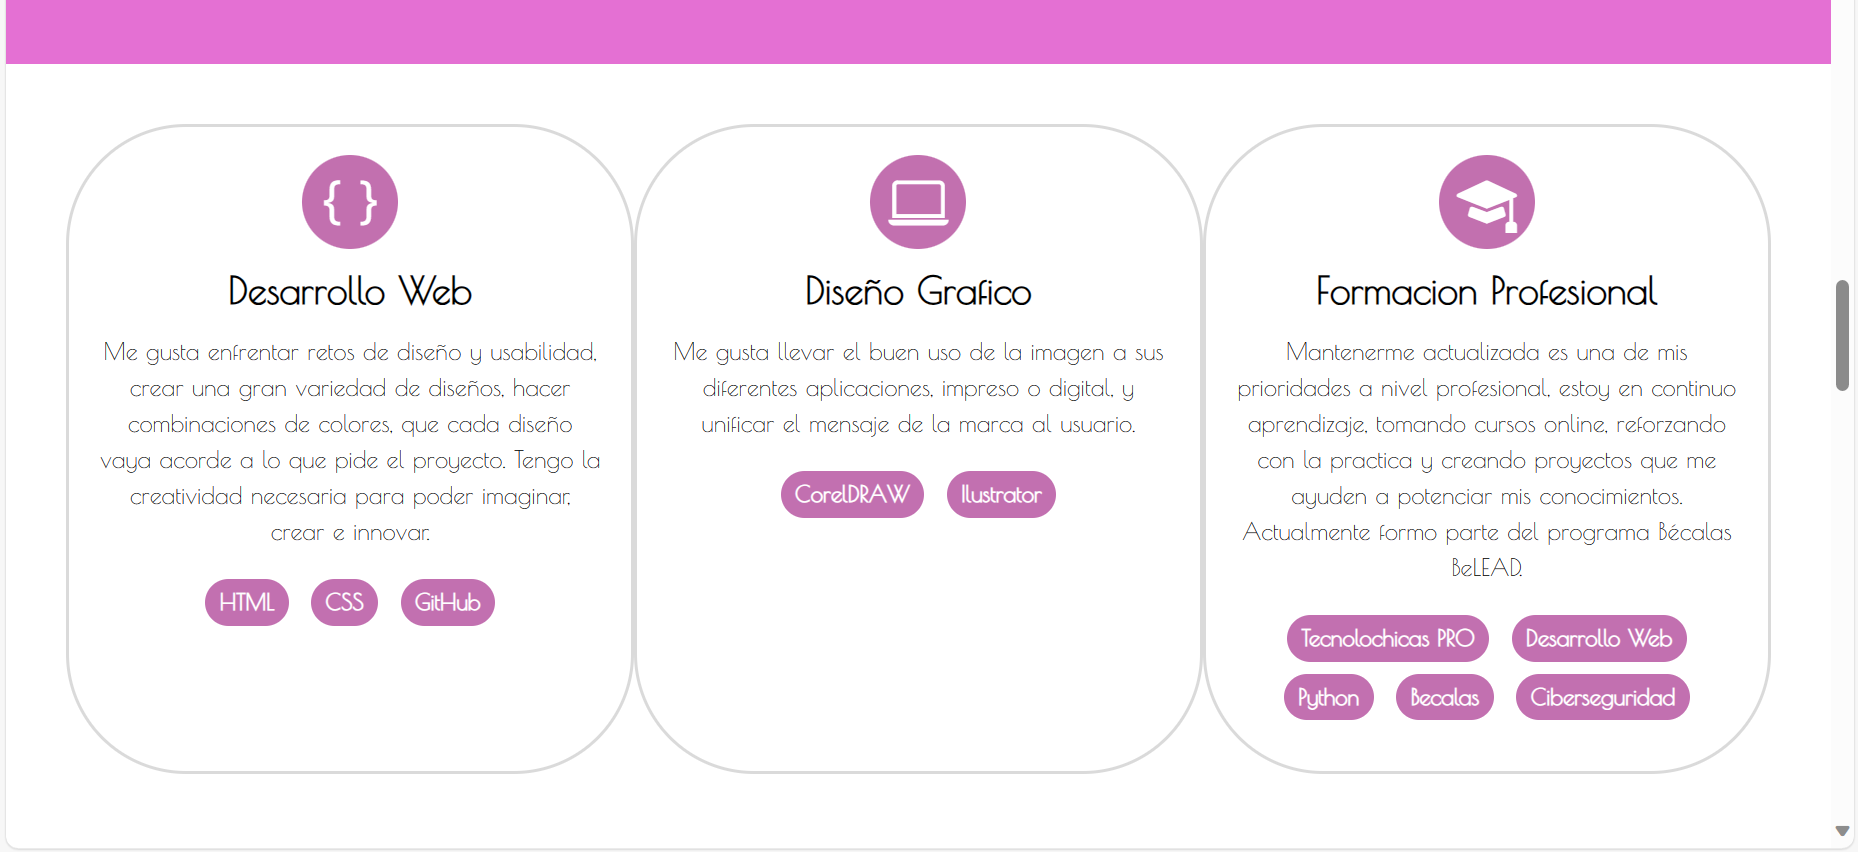 { }
Desarrollo Web
Me gusta enfrentar retos de diseño y usabilidad,
crear una gran variedad de diseños, hacer
combinaciones de colores, que cada diseño
vaya acorde a lo que pide el proyecto. Tengo la
creatividad necesaria para poder imaginar,
crear e innovar.
HTML CSS GitHub
Diseño Grafico
Me gusta llevar el buen uso de la imagen a sus
diferentes aplicaciones, impreso o digital, y
unificar el mensaje de la marca al usuario.
CorelDRAW Ilustrator
Formacion Profesional
Mantenerme actualizada es una de mis
prioridades a nivel profesional, estoy en continuo
aprendizaje, tomando cursos online, reforzando
con la practica y creando proyectos que me
ayuden a potenciar mis conocimientos.
Actualmente formo parte del programa Bécalas
BeLEAD.
Tecnolochicas PRO Desarrollo Web
Python Becalas Ciberseguridad